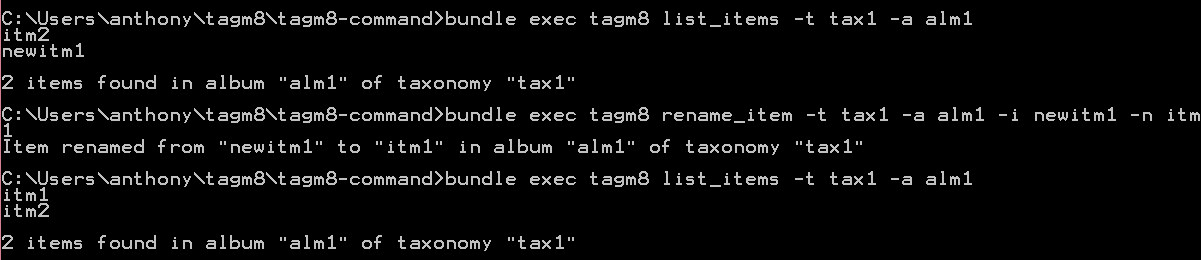 C:\Users\anthony\tagm8\tagm8-command>bundle exec tagm8 list_items -t tax1 -a alm1
itm2
newitm1
2 items found in album "alm1" of taxonomy "tax1"
C:\Users\anthony\tagm8\tagm8-command>bundle exec tagm8 rename_item -t tax1 -a alm1 -i newitm1 -n itm
1
Item renamed from "newitm1" to "itm1" in album "alm1" of taxonomy "tax1"
C:\Users\anthony\tagm8\tagm8-command>bundle exec tagm8 list_items -t tax1 -a alm1
itm1
itm2
2 items found in album "alm1" of taxonomy "tax1"